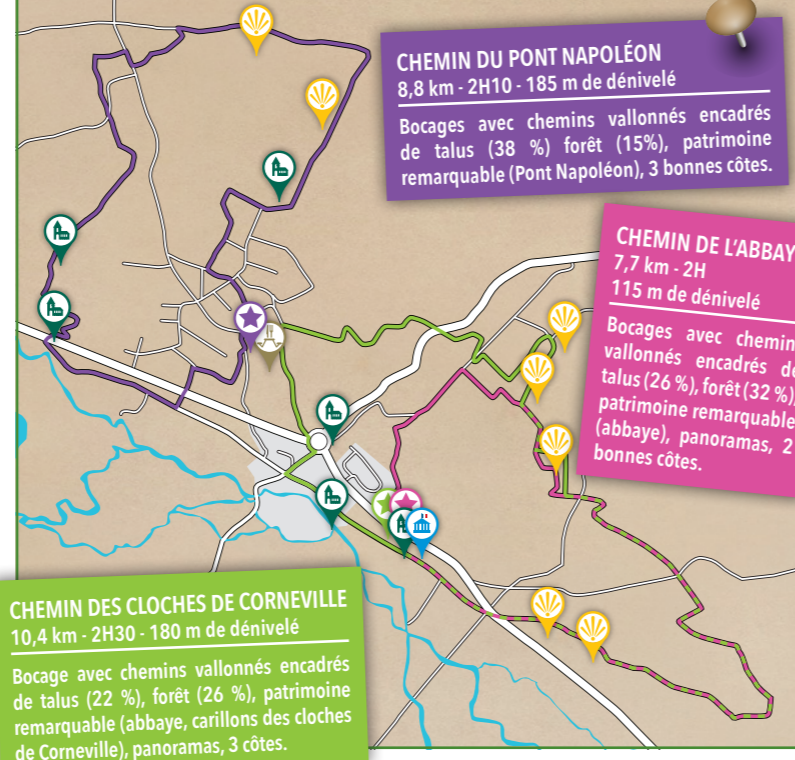 CHEMIN DU PONT NAPOLÉON
8,8 km - 2H10 - 185 m de dénivelé
Bocages avec chemins vallonnés encadrés
de talus (38 %) forêt (15%), patrimoine
remarquable (Pont Napoléon), 3 bonnes côtes.
CHEMIN DE L'ABBAY
7,7 km - 2H
115 m de dénivelé
Bocages avec chemin
vallonnés encadrés de
talus (26 %), forêt (32 %),
patrimoine remarquable
(abbaye), panoramas, 2
bonnes côtes.
CHEMIN DES CLOCHES DE CORNEVILLE
10,4 km - 2H30 - 180 m de dénivelé
Bocage avec chemins vallonnés encadrés
de talus (22 %), forêt (26 %), patrimoine
remarquable (abbaye, carillons des cloches
de Corneville), panoramas, 3 côtes.